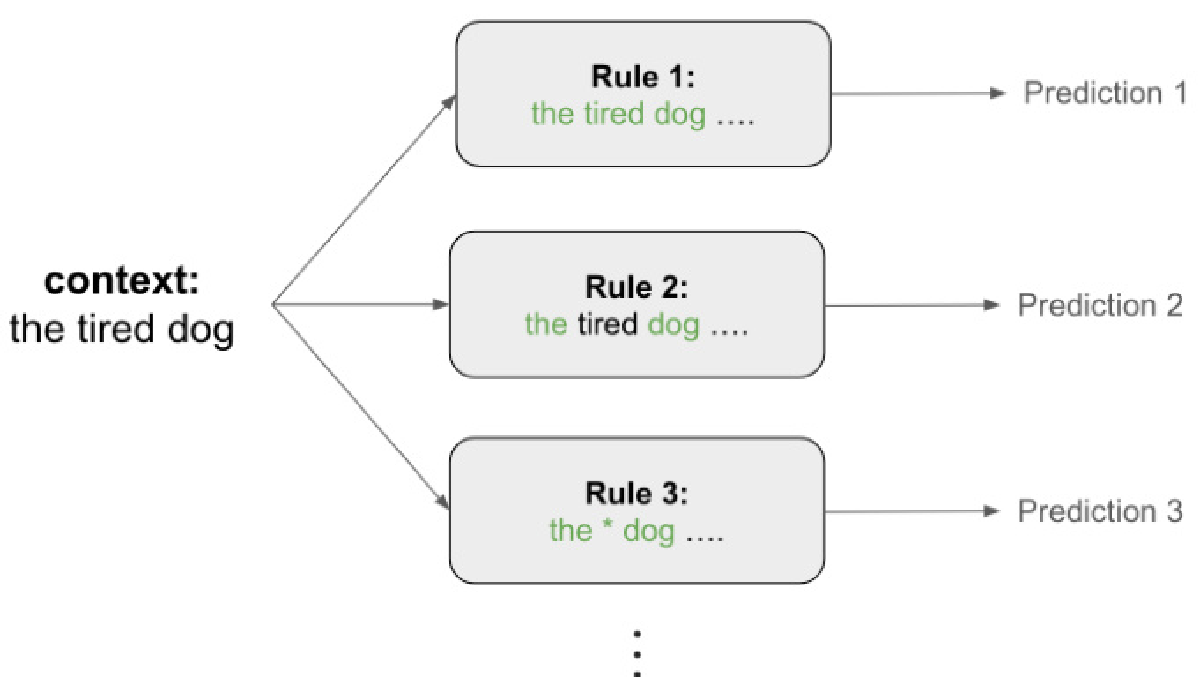 context:
the tired dog
Rule 1:
the tired dog ....
Prediction 1
Rule 2:
the tired dog ....
Prediction 2
Rule 3:
the * dog ....
Prediction 3
⋮